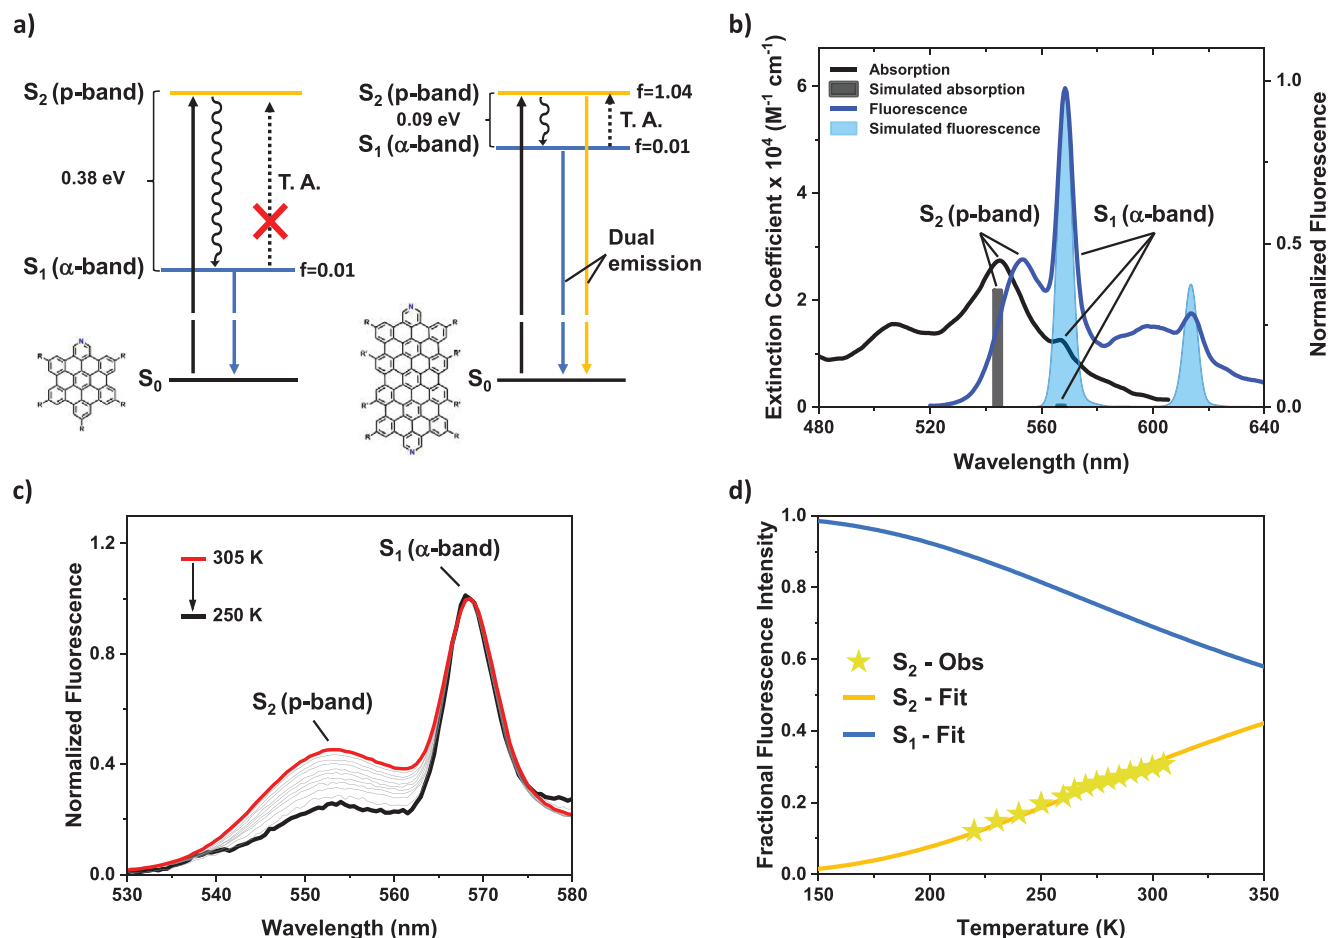 a)
S2 (p-band)
0.38 eV
T. A.
S1 (α-band)
f=0.01
S0
N
R
R
R
R
R
S2 (p-band)
f=1.04
0.09 eV
T. A.
S1 (α-band)
f=0.01
Dual
emission
S0
N
R
R
R'
R'
R'
R'
R
R
N
b)
Absorption
Simulated absorption
Fluorescence
Simulated fluorescence
S2 (p-band)
S1 (α-band)
Extinction Coefficient x 10⁴ (M⁻¹ cm⁻¹)
6
4
2
0
Normalized Fluorescence
1.0
0.5
0.0
480
520
560
600
640
Wavelength (nm)
c)
305 K
250 K
S1 (α-band)
S2 (p-band)
Normalized Fluorescence
1.2
0.8
0.4
0.0
530
540
550
560
570
580
Wavelength (nm)
d)
S2 - Obs
S2 - Fit
S1 - Fit
Fractional Fluorescence Intensity
1.0
0.8
0.6
0.4
0.2
0.0
150
200
250
300
350
Temperature (K)